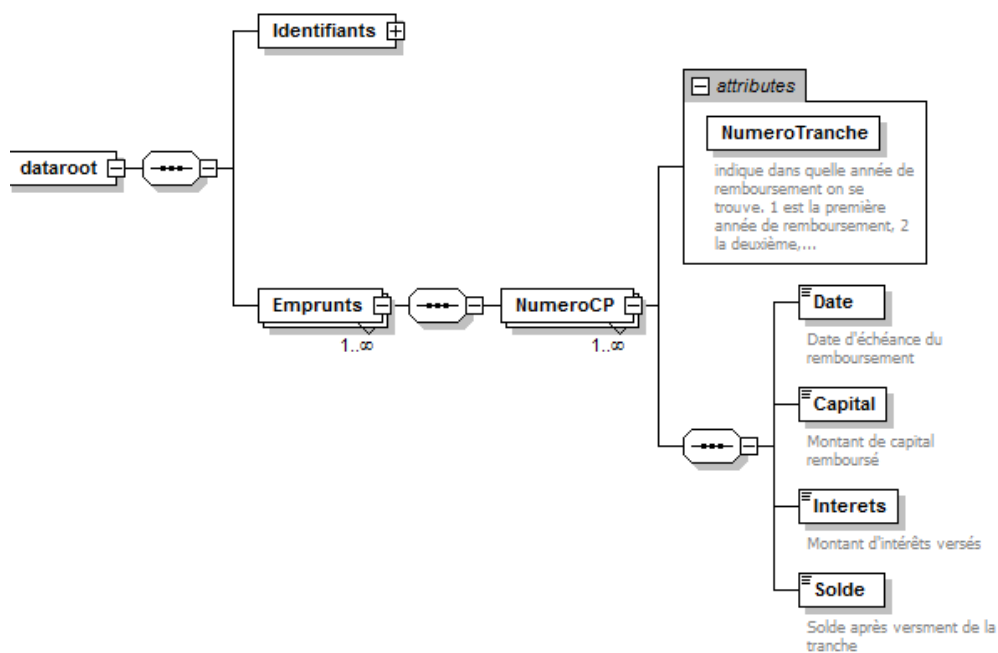 Identifiants
attributes
NumeroTranche
indique dans quelle année de
remboursement on se
trouve. 1 est la première
année de remboursement, 2
la deuxième,...
dataroot
Emprunts
1..∞
NumeroCP
1..∞
Date
Date d'échéance du
remboursement
Capital
Montant de capital
remboursé
Interets
Montant d'intérêts versés
Solde
Solde après versment de la
tranche